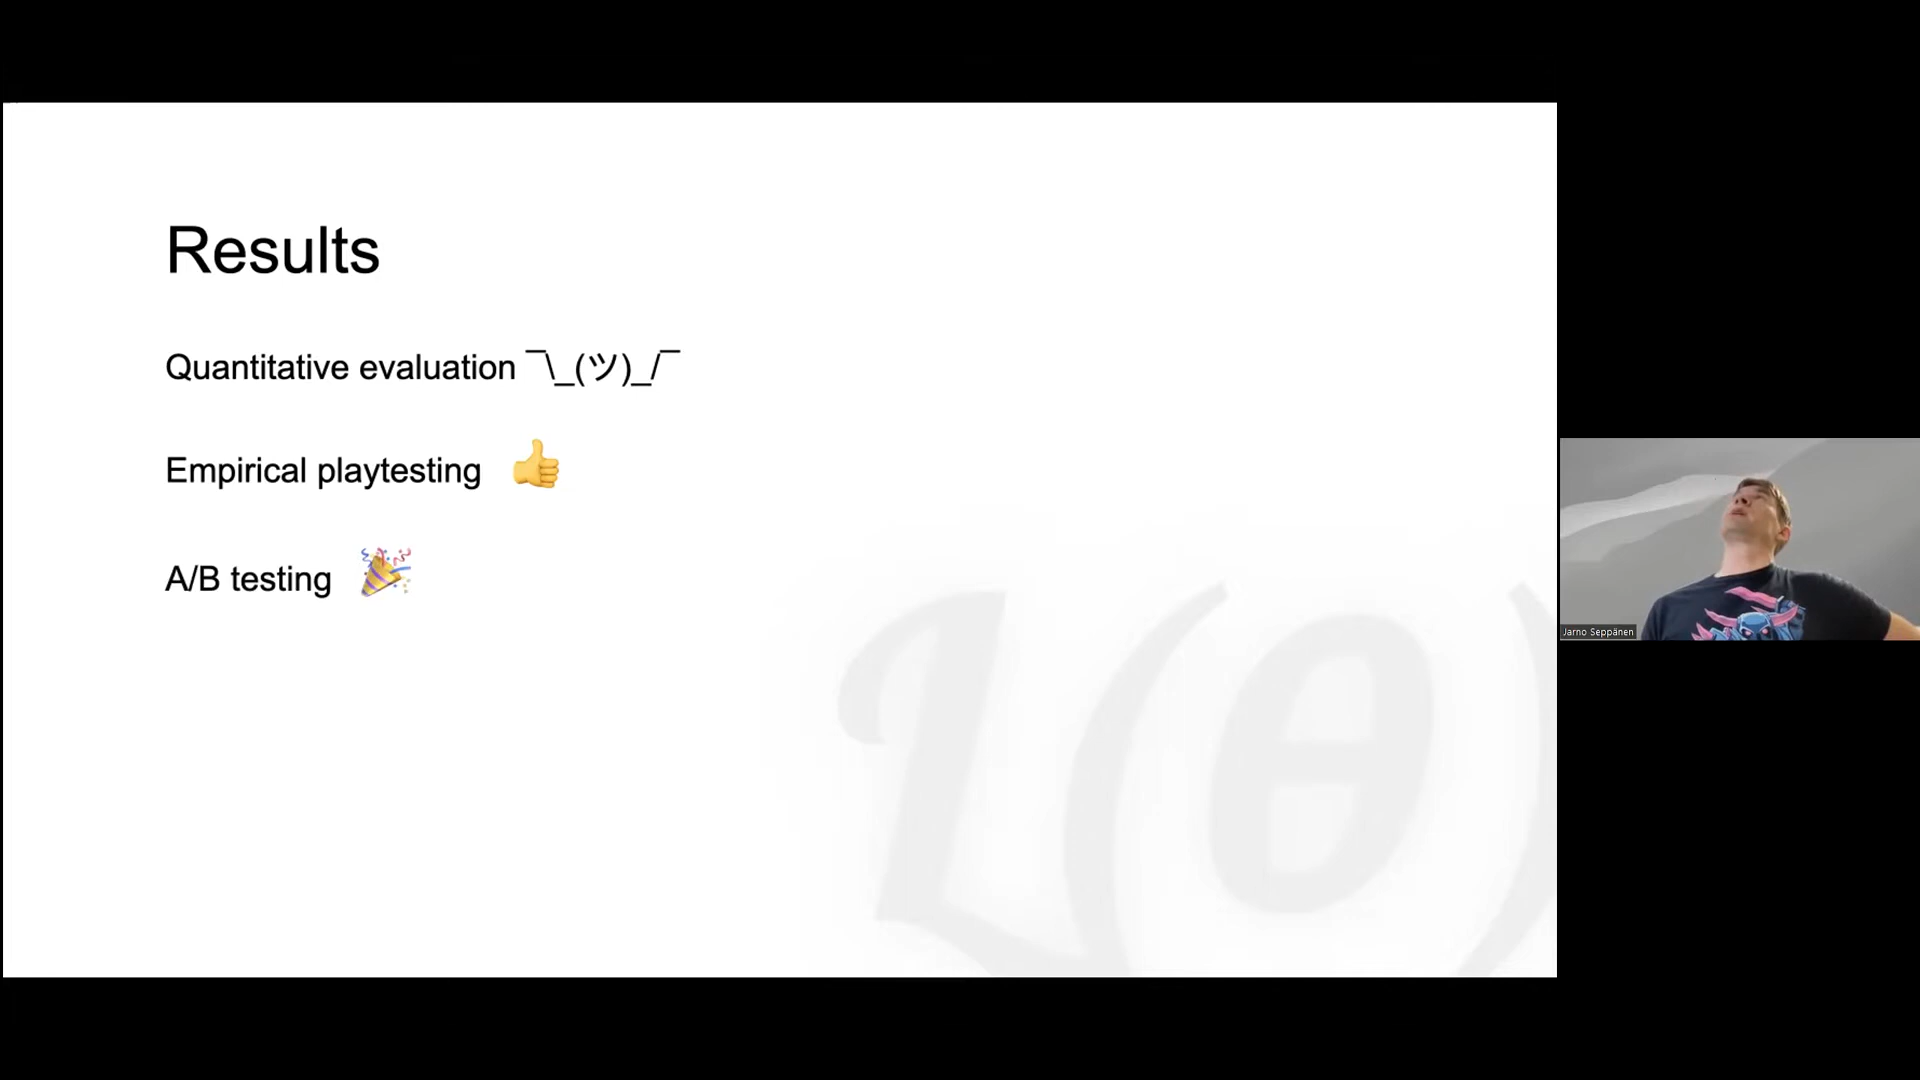 Results
Quantitative evaluation ¯\_(ツ)_/¯
Empirical playtesting 👍
A/B testing 🎉
L(θ)
Jarno Seppänen